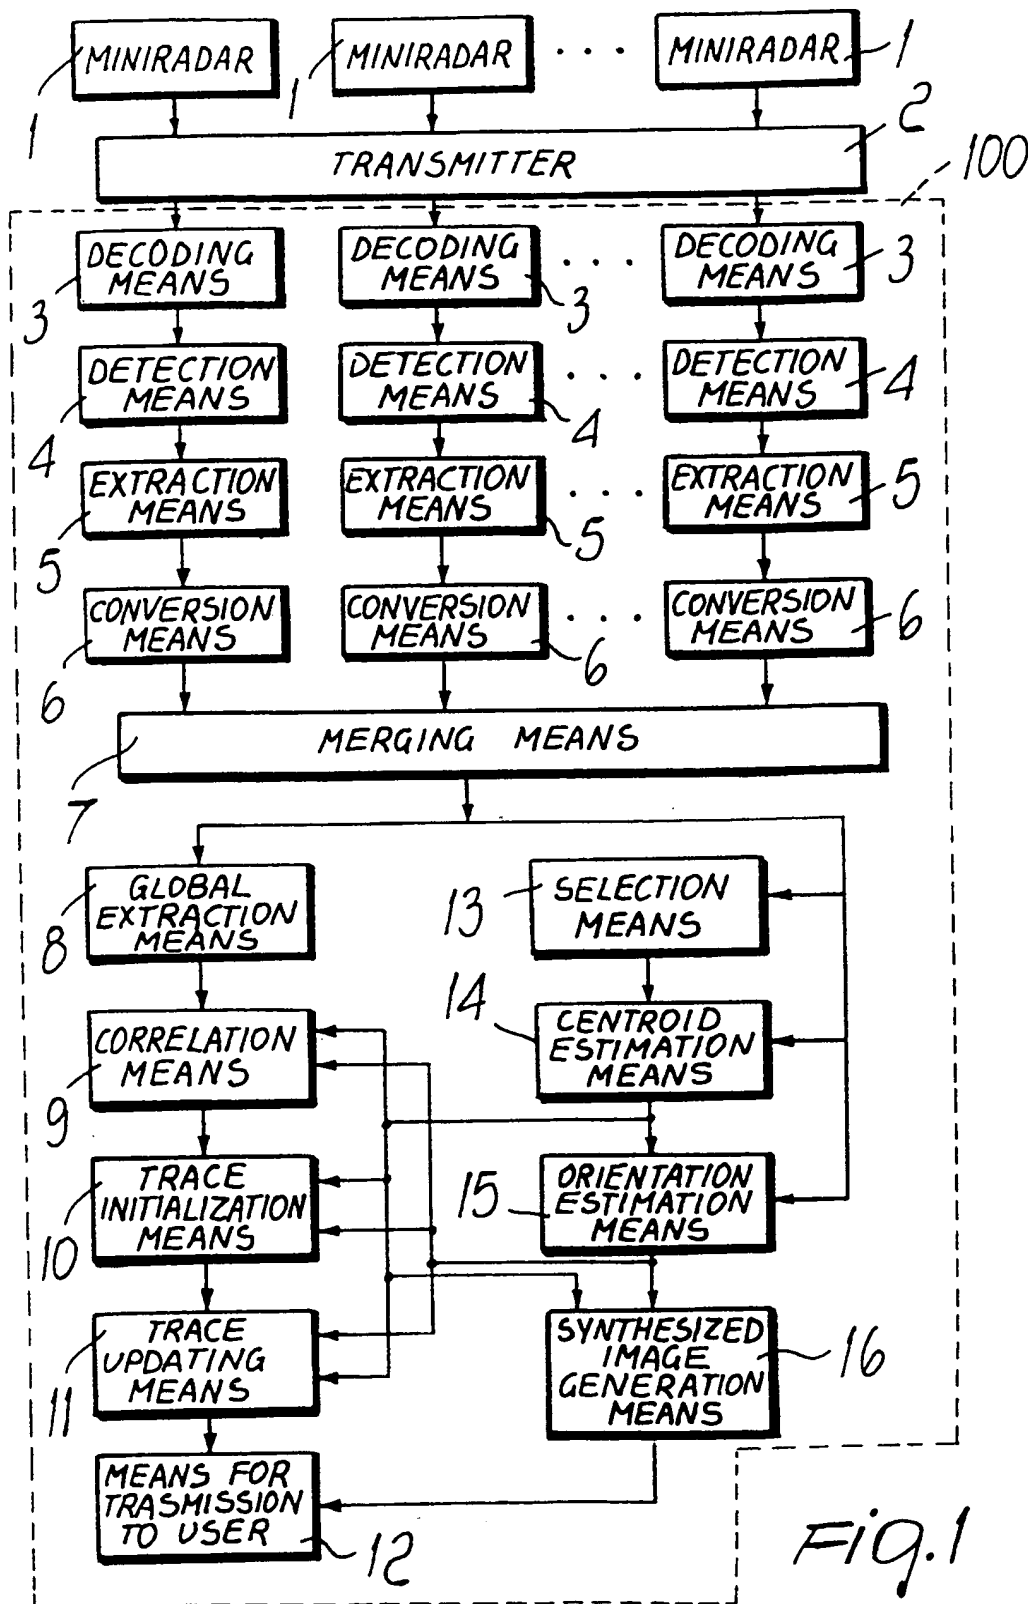 MINIRADAR
MINIRADAR
. . .
MINIRADAR
1
1
1
TRANSMITTER
2
100
DECODING
MEANS
3
DECODING
MEANS
3
. . .
DECODING
MEANS
3
DETECTION
MEANS
4
DETECTION
MEANS
4
. . .
DETECTION
MEANS
4
EXTRACTION
MEANS
5
EXTRACTION
MEANS
5
. . .
EXTRACTION
MEANS
5
CONVERSION
MEANS
6
CONVERSION
MEANS
6
. . .
CONVERSION
MEANS
6
MERGING MEANS
7
GLOBAL
EXTRACTION
MEANS
8
13
SELECTION
MEANS
CORRELATION
MEANS
9
14
CENTROID
ESTIMATION
MEANS
TRACE
INITIALIZATION
MEANS
10
15
ORIENTATION
ESTIMATION
MEANS
TRACE
UPDATING
MEANS
11
SYNTHESIZED
IMAGE
GENERATION
MEANS
16
MEANS FOR
TRASMISSION
TO USER
12
Fig.1